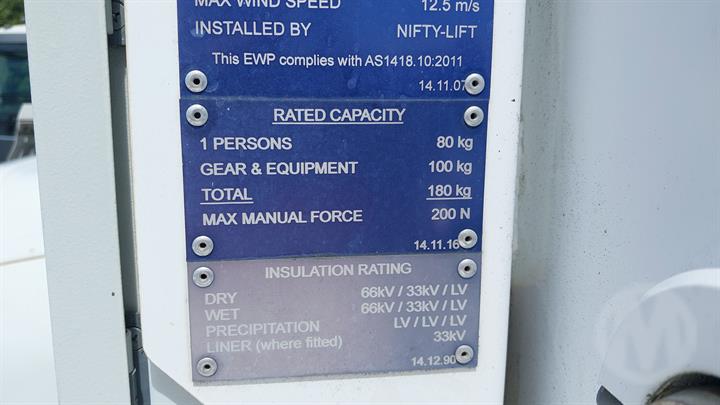 MAX WIND SPEED 12.5 m/s
INSTALLED BY NIFTY-LIFT
This EWP complies with AS1418.10:2011
14.11.07
RATED CAPACITY
1 PERSONS 80 kg
GEAR & EQUIPMENT 100 kg
TOTAL 180 kg
MAX MANUAL FORCE 200 N
14.11.16
INSULATION RATING
DRY 66kV / 33kV / LV
WET 66kV / 33kV / LV
PRECIPITATION LV / LV / LV
LINER (where fitted) 33kV
14.12.90
M